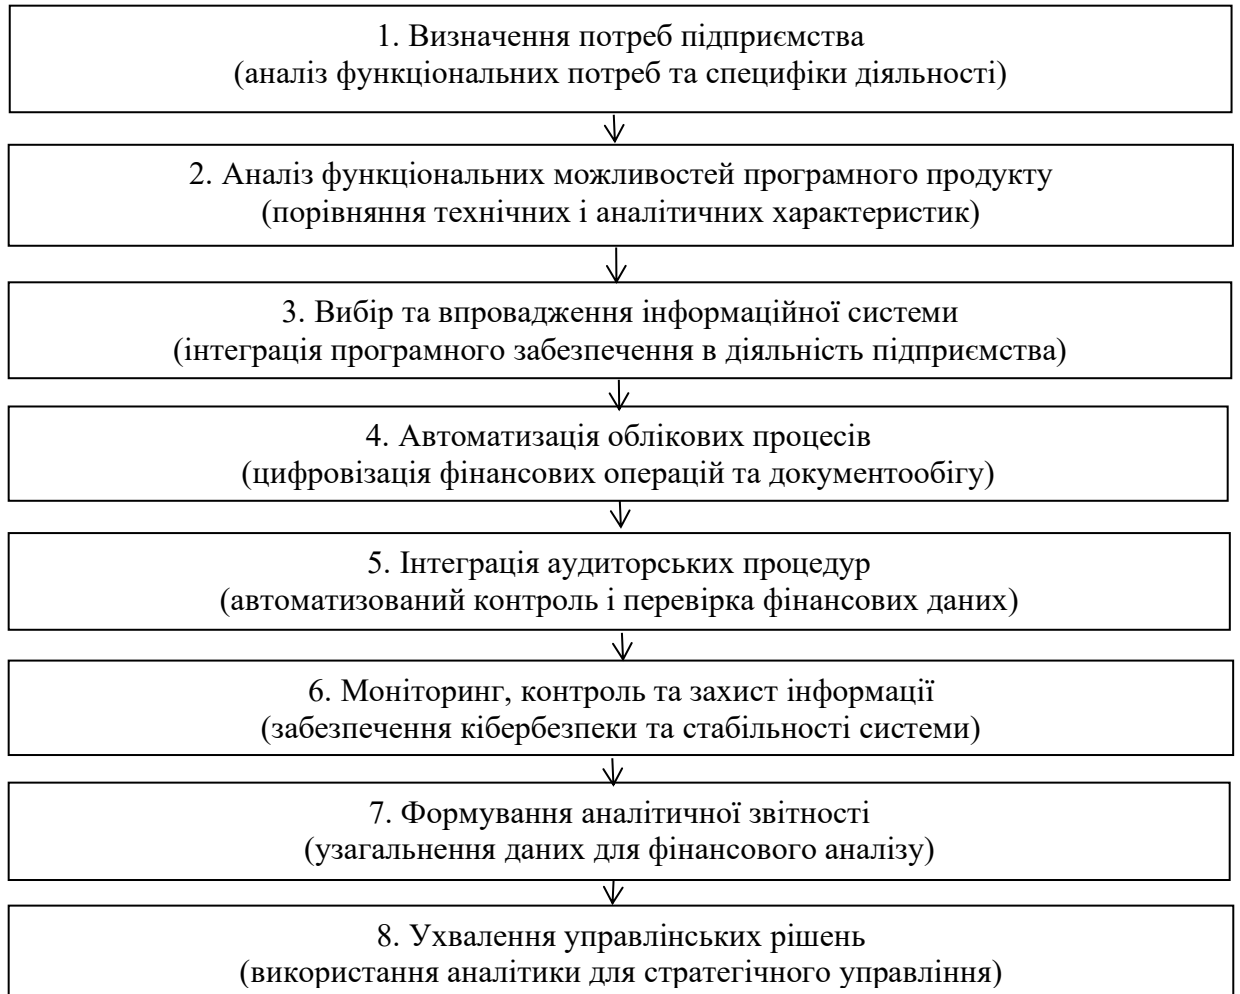 1. Визначення потреб підприємства
(аналіз функціональних потреб та специфіки діяльності)
2. Аналіз функціональних можливостей програмного продукту
(порівняння технічних і аналітичних характеристик)
3. Вибір та впровадження інформаційної системи
(інтеграція програмного забезпечення в діяльність підприємства)
4. Автоматизація облікових процесів
(цифровізація фінансових операцій та документообігу)
5. Інтеграція аудиторських процедур
(автоматизований контроль і перевірка фінансових даних)
6. Моніторинг, контроль та захист інформації
(забезпечення кібербезпеки та стабільності системи)
7. Формування аналітичної звітності
(узагальнення даних для фінансового аналізу)
8. Ухвалення управлінських рішень
(використання аналітики для стратегічного управління)